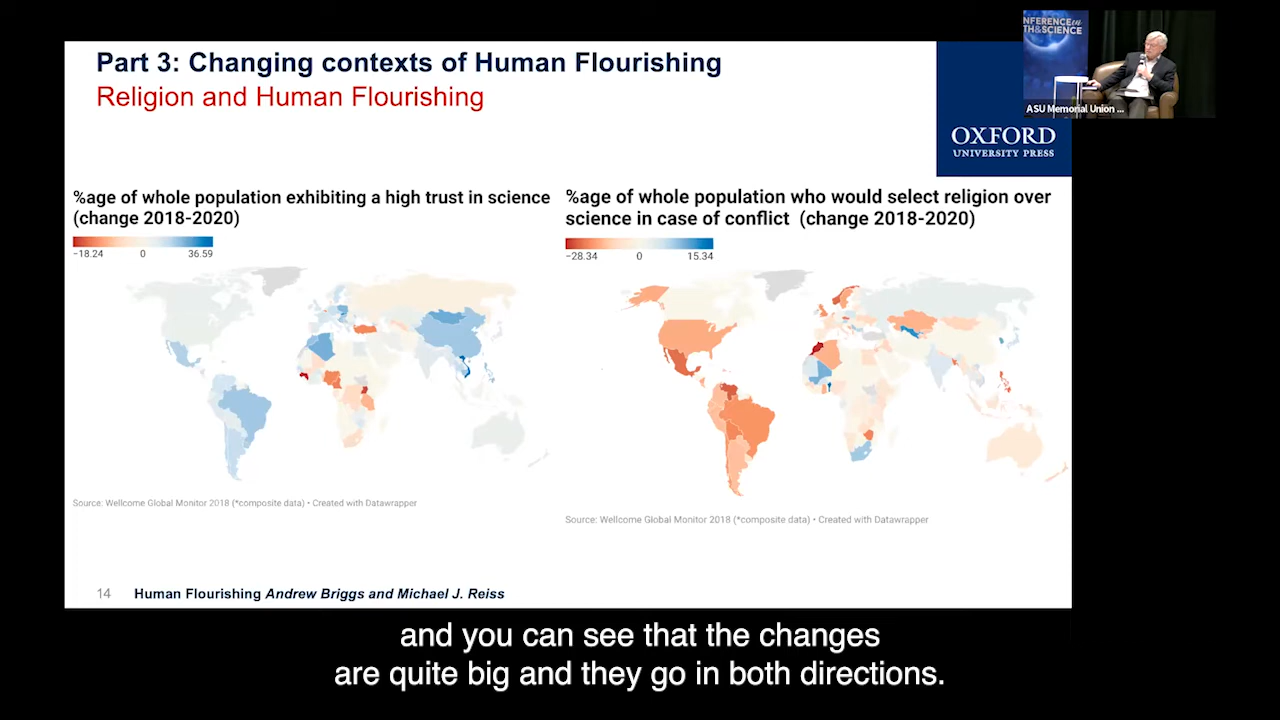 Part 3: Changing contexts of Human Flourishing
Religion and Human Flourishing
NFERENCE in
TH&SCIENCE
ASU Memorial Union ...
OXFORD
UNIVERSITY PRESS
%age of whole population exhibiting a high trust in science
(change 2018-2020)
−18.24 0 36.59
Source: Wellcome Global Monitor 2018 (*composite data) • Created with Datawrapper
%age of whole population who would select religion over
science in case of conflict (change 2018-2020)
−28.34 0 15.34
Source: Wellcome Global Monitor 2018 (*composite data) • Created with Datawrapper
14 Human Flourishing Andrew Briggs and Michael J. Reiss
and you can see that the changes
are quite big and they go in both directions.